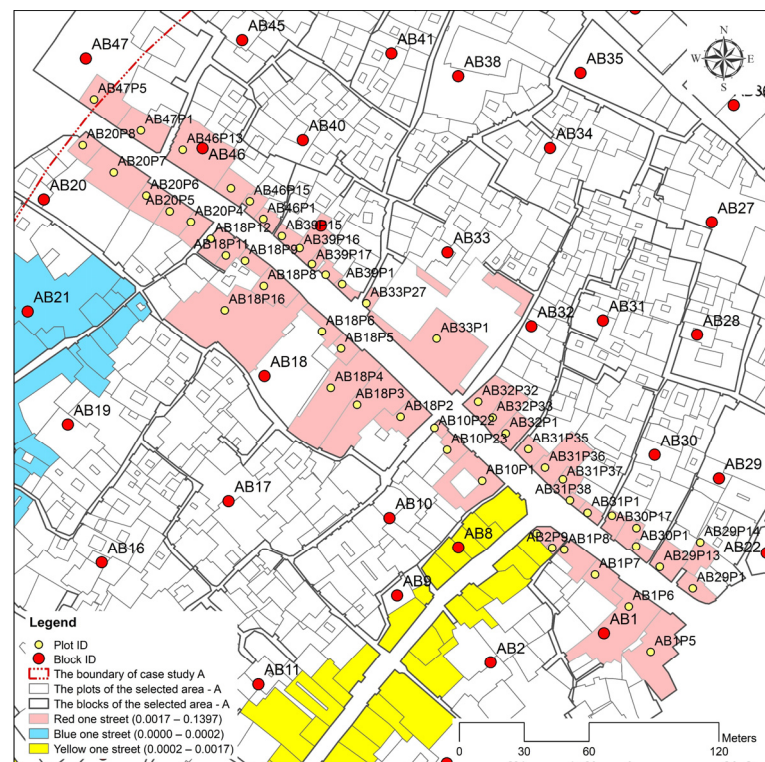 AB47
AB45
AB41
AB38
AB35
N
W E
S
AB47P5
AB47P1
AB46P13
AB46
AB40
AB34
AB20P8
AB20P7
AB20
AB20P6
AB20P5
AB20P4
AB46P15
AB46P1
AB39P15
AB39P16
AB39P17
AB39P1
AB33
AB27
AB18P12
AB18P11
AB18P9
AB18P8
AB18P16
AB33P27
AB33P1
AB32
AB31
AB28
AB21
AB18P6
AB18P5
AB18
AB18P4
AB18P3
AB18P2
AB32P32
AB32P33
AB32P1
AB19
AB10P22
AB10P23
AB10P1
AB31P35
AB31P36
AB31P37
AB31P38
AB31P1
AB30
AB29
AB17
AB10
AB30P17
AB30P1
AB29P14
AB29P13
AB22
AB29P1
AB16
AB8
AB2P9
AB1P8
AB1P7
AB1P6
AB9
AB1
AB1P5
AB2
AB11
Legend
Plot ID
Block ID
The boundary of case study A
The plots of the selected area - A
The blocks of the selected area - A
Red one street (0.0017 – 0.1397)
Blue one street (0.0000 – 0.0002)
Yellow one street (0.0002 – 0.0017)
Meters
0 30 60 120